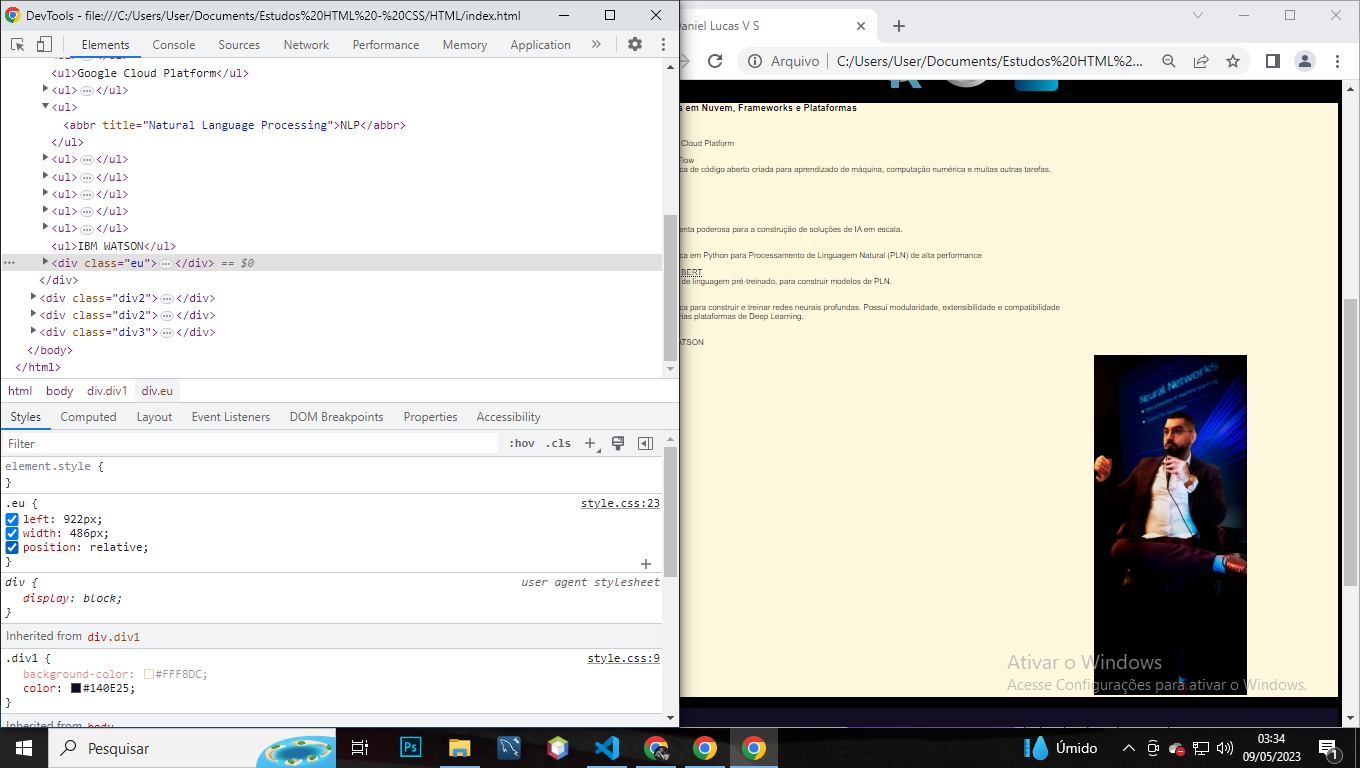 DevTools - file:///C:/Users/User/Documents/Estudos%20HTML%20-%20CSS/HTML/index.html
Elements Console Sources Network Performance Memory Application »
<ul>Google Cloud Platform</ul>
<ul>…</ul>
<ul>
<abbr title="Natural Language Processing">NLP</abbr>
</ul>
<ul>…</ul>
<ul>…</ul>
<ul>…</ul>
<ul>…</ul>
<ul>…</ul>
<ul>IBM WATSON</ul>
… <div class="eu">…</div> == $0
</div>
<div class="div2">…</div>
<div class="div2">…</div>
<div class="div3">…</div>
</body>
</html>
html body div.div1 div.eu
Styles Computed Layout Event Listeners DOM Breakpoints Properties Accessibility
Filter :hov .cls +
element.style {
}
.eu { style.css:23
left: 922px;
width: 486px;
position: relative;
}
div { user agent stylesheet
display: block;
}
Inherited from div.div1
.div1 { style.css:9
background-color: #FFF8DC;
color: #140E25;
}
Inherited from body
Daniel Lucas V S
Arquivo C:/Users/User/Documents/Estudos%20HTML%2...
s em Nuvem, Frameworks e Plataformas
Cloud Platform
Flow
ca de código aberto criada para aprendizado de máquina, computação numérica e muitas outras tarefas.
enta poderosa para a construção de soluções de IA em escala.
ca em Python para Processamento de Linguagem Natural (PLN) de alta performance
BERT
de linguagem pré-treinado, para construir modelos de PLN.
ca para construir e treinar redes neurais profundas. Possui modularidade, extensibilidade e compatibilidade
rias plataformas de Deep Learning.
ATSON
Neural Networks
Ativar o Windows
Acesse Configurações para ativar o Windows.
Pesquisar
Ps
Úmido
03:34
09/05/2023
1